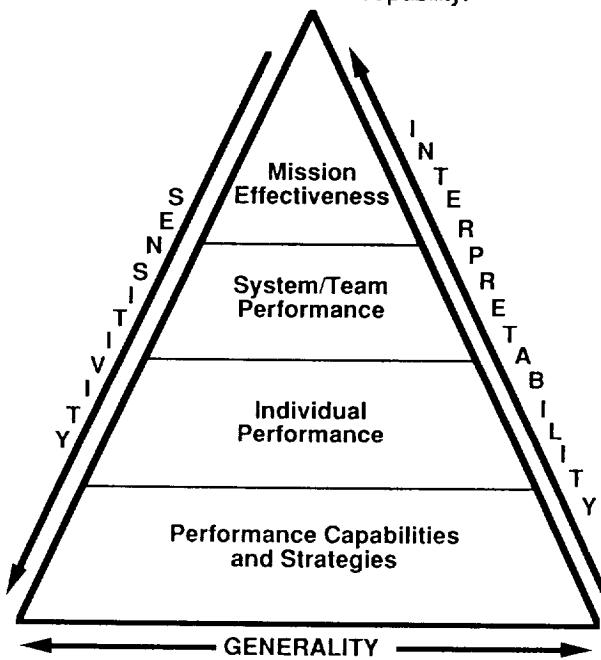 Mission
Effectiveness
System/Team
Performance
Individual
Performance
Performance Capabilities
and Strategies
SENSITIVITY
INTERPRETABILITY
GENERALITY